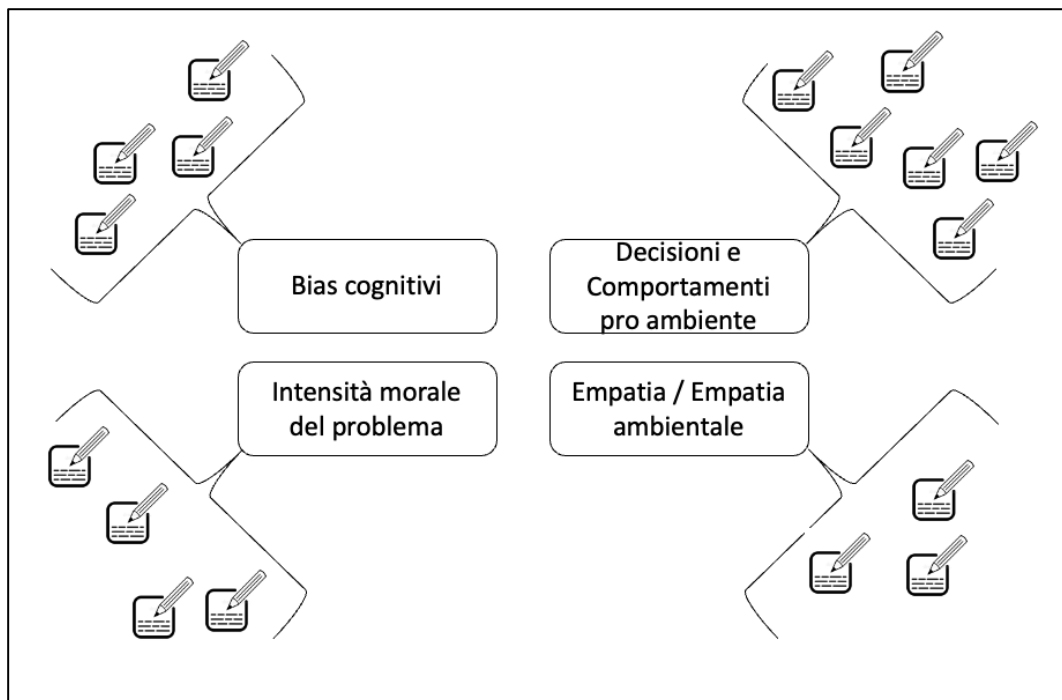 Bias cognitivi
Decisioni e
Comportamenti
pro ambiente
Intensità morale
del problema
Empatia / Empatia
ambientale